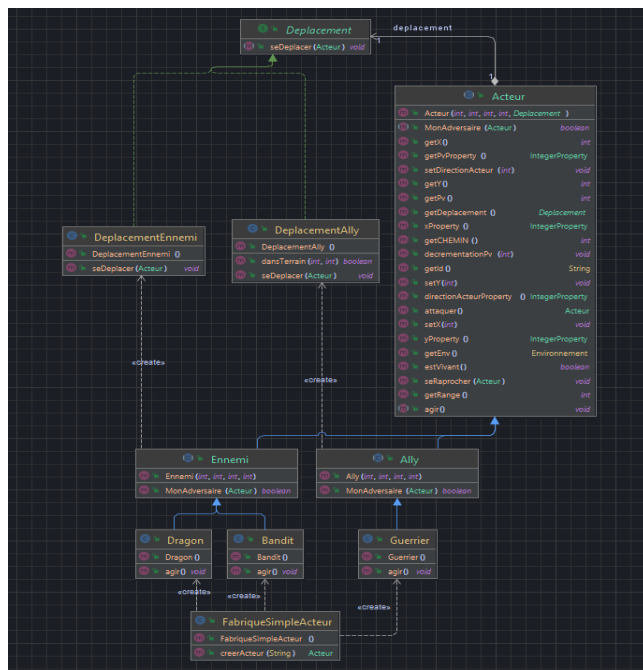 Deplacement
seDeplacer(Acteur) void
deplacement
1
1
Acteur
Acteur(int, int, int, int, Deplacement )
MonAdversaire (Acteur) boolean
getX() int
getPvProperty () IntegerProperty
setDirectionActeur (int) void
getY() int
getPv() int
getDeplacement () Deplacement
xProperty () IntegerProperty
getCHEMIN () int
decrementationPv (int) void
getId() String
setY(int) void
directionActeurProperty () IntegerProperty
attaquer() Acteur
setX(int) void
yProperty () IntegerProperty
getEnv() Environnement
estVivant() boolean
seRaprocher (Acteur) void
getRange () int
agir() void
DeplacementEnnemi
DeplacementEnnemi ()
seDeplacer(Acteur) void
DeplacementAlly
DeplacementAlly ()
dansTerrain(int, int) boolean
seDeplacer(Acteur) void
«create»
«create»
Ennemi
Ennemi(int, int, int, int)
MonAdversaire (Acteur) boolean
Ally
Ally(int, int, int, int)
MonAdversaire (Acteur) boolean
Dragon
Dragon()
agir() void
Bandit
Bandit()
agir() void
Guerrier
Guerrier()
agir() void
«create»
«create»
«create»
FabriqueSimpleActeur
FabriqueSimpleActeur ()
creerActeur(String) Acteur